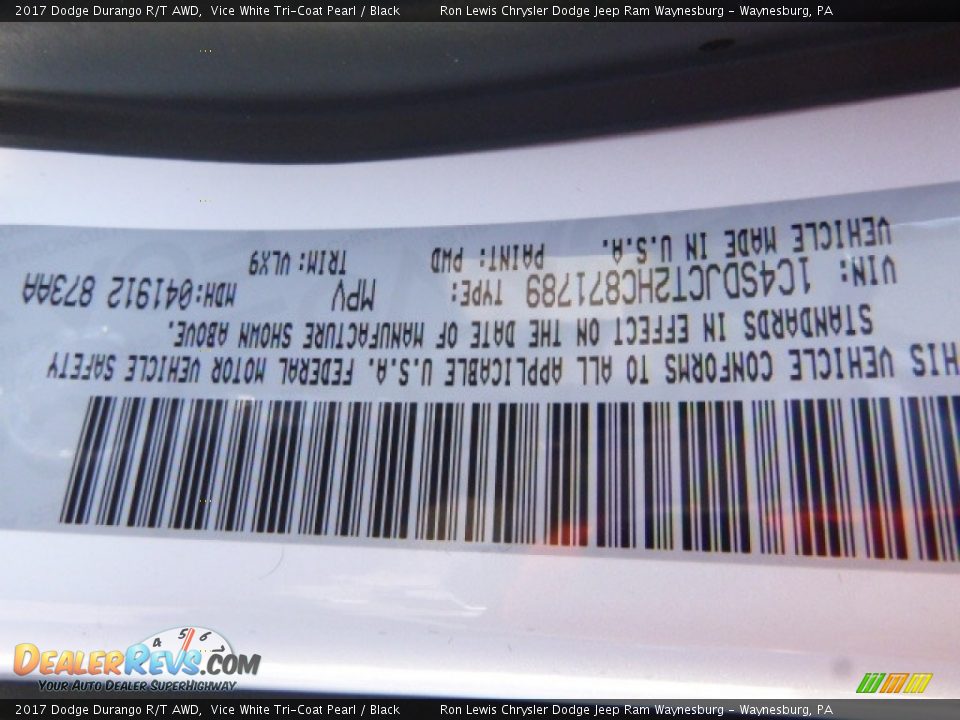 2017 Dodge Durango R/T AWD, Vice White Tri-Coat Pearl / Black Ron Lewis Chrysler Dodge Jeep Ram Waynesburg - Waynesburg, PA
HIS VEHICLE CONFORMS TO ALL APPLICABLE U.S.A. FEDERAL MOTOR VEHICLE SAFETY
STANDARDS IN EFFECT ON THE DATE OF MANUFACTURE SHOWN ABOVE.
VIN: 1C4SDJCT2HC871789 TYPE: MPV MDH:041912 873AA
VEHICLE MADE IN U.S.A. PAINT: PWD TRIM: VLX9
4 5 6 7
DEALERREVS.COM
YOUR AUTO DEALER SUPERHIGHWAY
2017 Dodge Durango R/T AWD, Vice White Tri-Coat Pearl / Black Ron Lewis Chrysler Dodge Jeep Ram Waynesburg - Waynesburg, PA